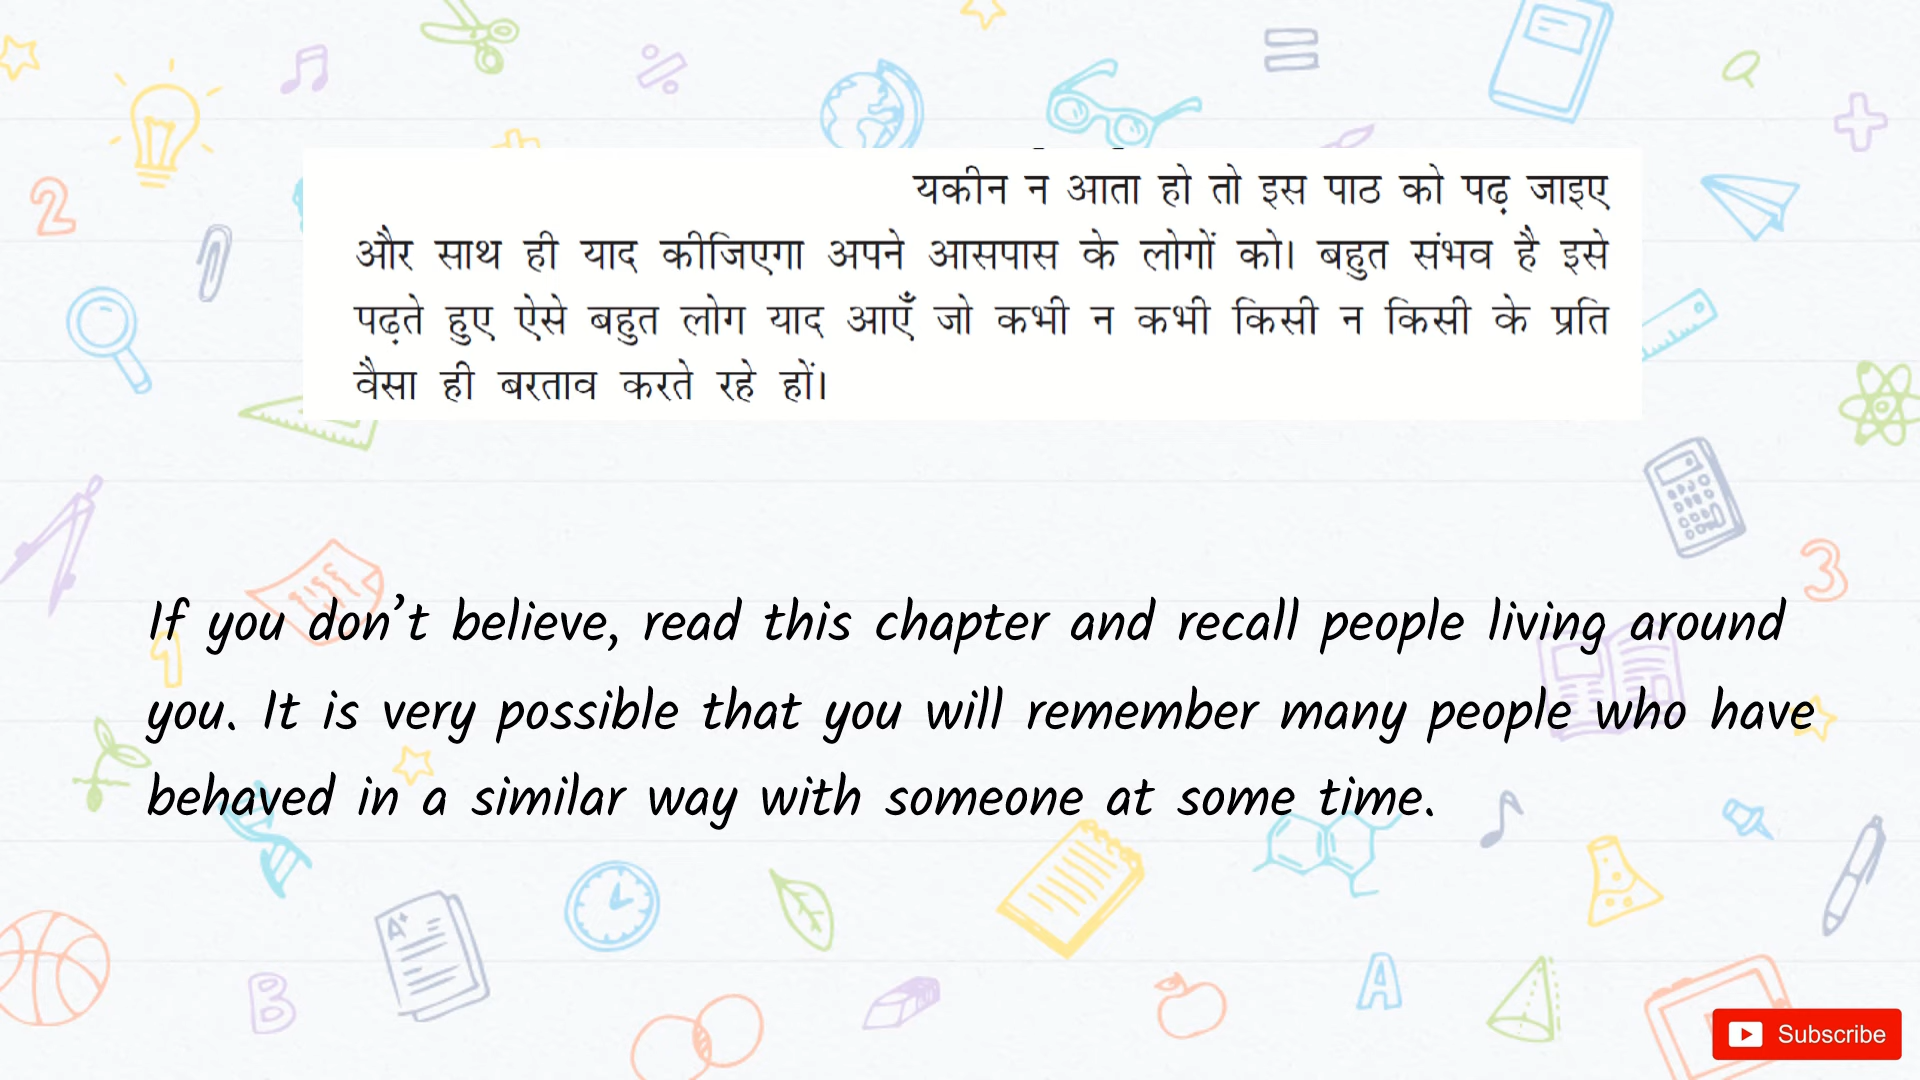 यकीन न आता हो तो इस पाठ को पढ़ जाइए
और साथ ही याद कीजिएगा अपने आसपास के लोगों को। बहुत संभव है इसे
पढ़ते हुए ऐसे बहुत लोग याद आएँ जो कभी न कभी किसी न किसी के प्रति
वैसा ही बरताव करते रहे हों।
If you don’t believe, read this chapter and recall people living around
you. It is very possible that you will remember many people who have
behaved in a similar way with someone at some time.
2
3
1
A+
B
A
Subscribe